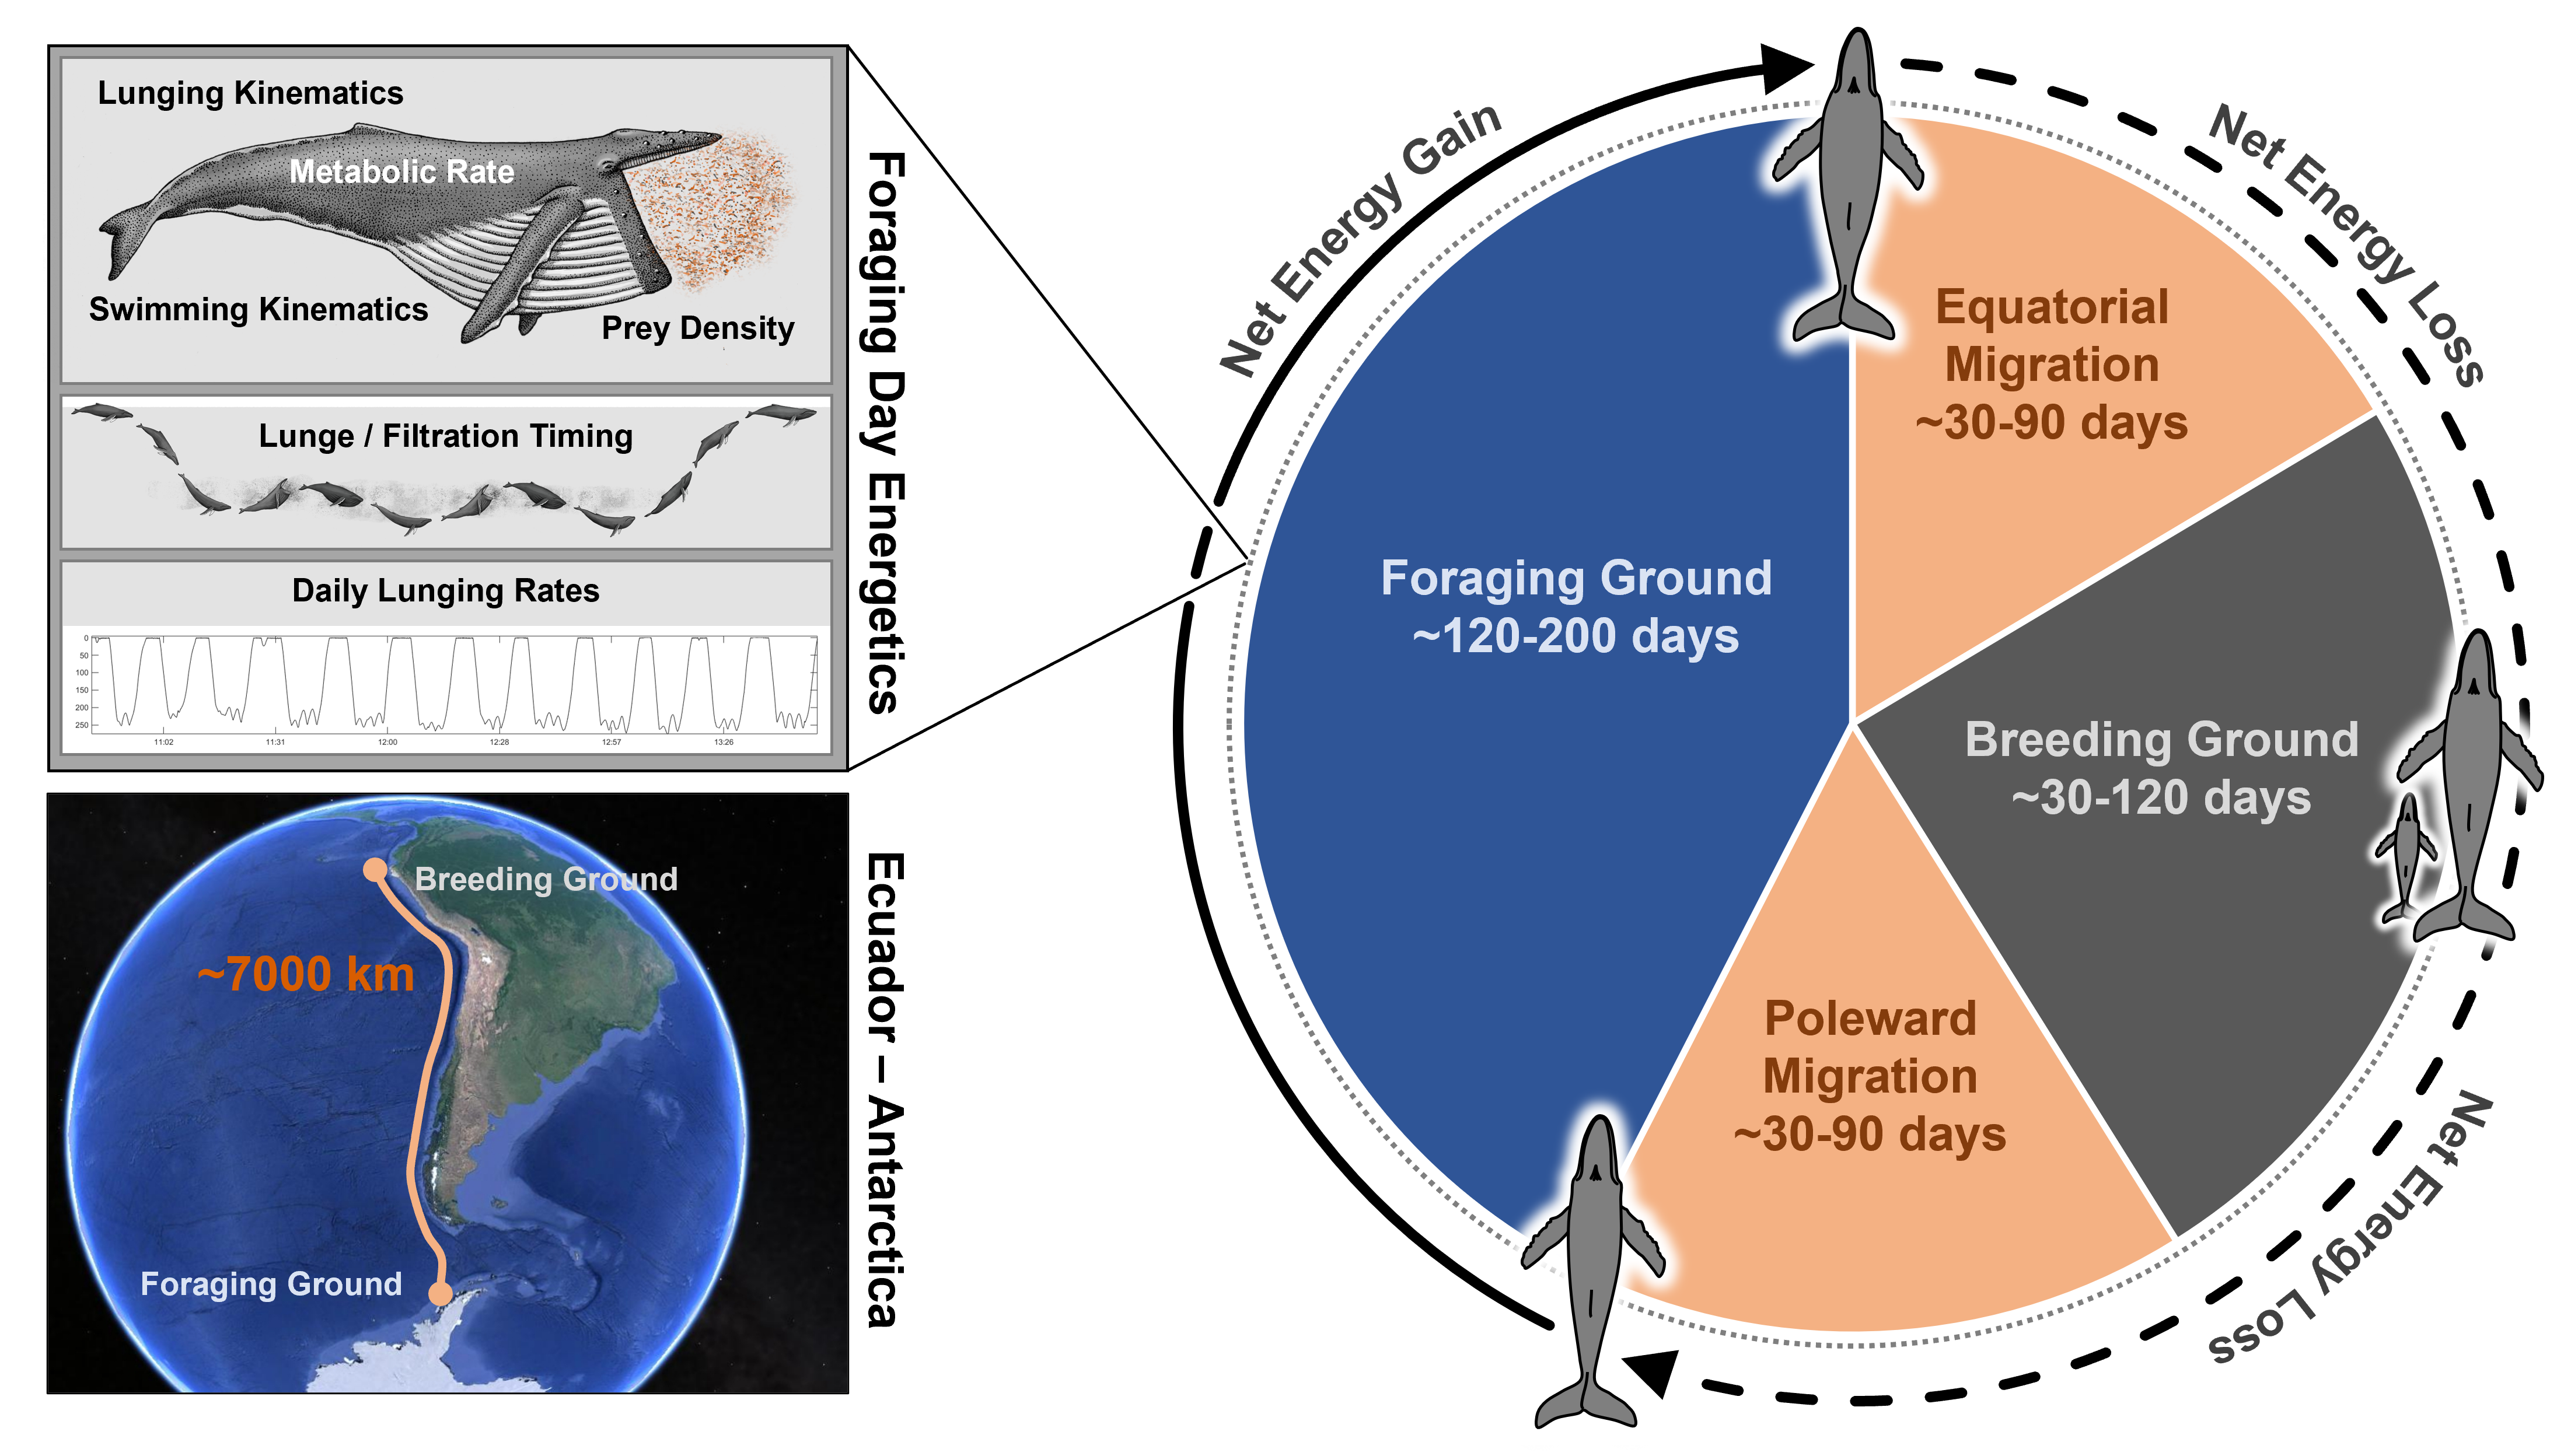 Lunging Kinematics
Metabolic Rate
Swimming Kinematics
Prey Density
Lunge / Filtration Timing
Daily Lunging Rates
0
50
100
150
200
250
11:02
11:31
12:00
12:28
12:57
13:26
Foraging Day Energetics
Breeding Ground
~7000 km
Foraging Ground
Ecuador – Antarctica
Net Energy Gain
Net Energy Loss
Equatorial
Migration
~30-90 days
Foraging Ground
~120-200 days
Breeding Ground
~30-120 days
Poleward
Migration
~30-90 days
Net Energy Loss